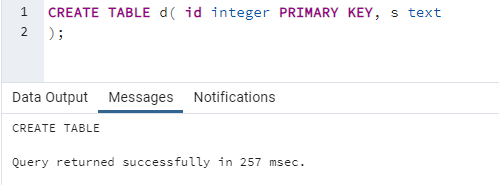 1 CREATE TABLE d( id integer PRIMARY KEY, s text
2 );
Data Output Messages Notifications
CREATE TABLE
Query returned successfully in 257 msec.